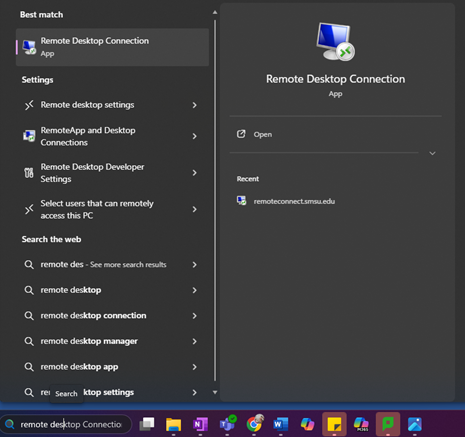 Best match
Remote Desktop Connection
App
Settings
Remote desktop settings
RemoteApp and Desktop
Connections
Remote Desktop Developer
Settings
Select users that can remotely
access this PC
Search the web
remote des - See more search results
remote desktop
remote desktop connection
remote desktop manager
remote desktop app
ktop settings
Search
Remote Desktop Connection
App
Open
Recent
remoteconnect.smsu.edu
remote desktop Connectio